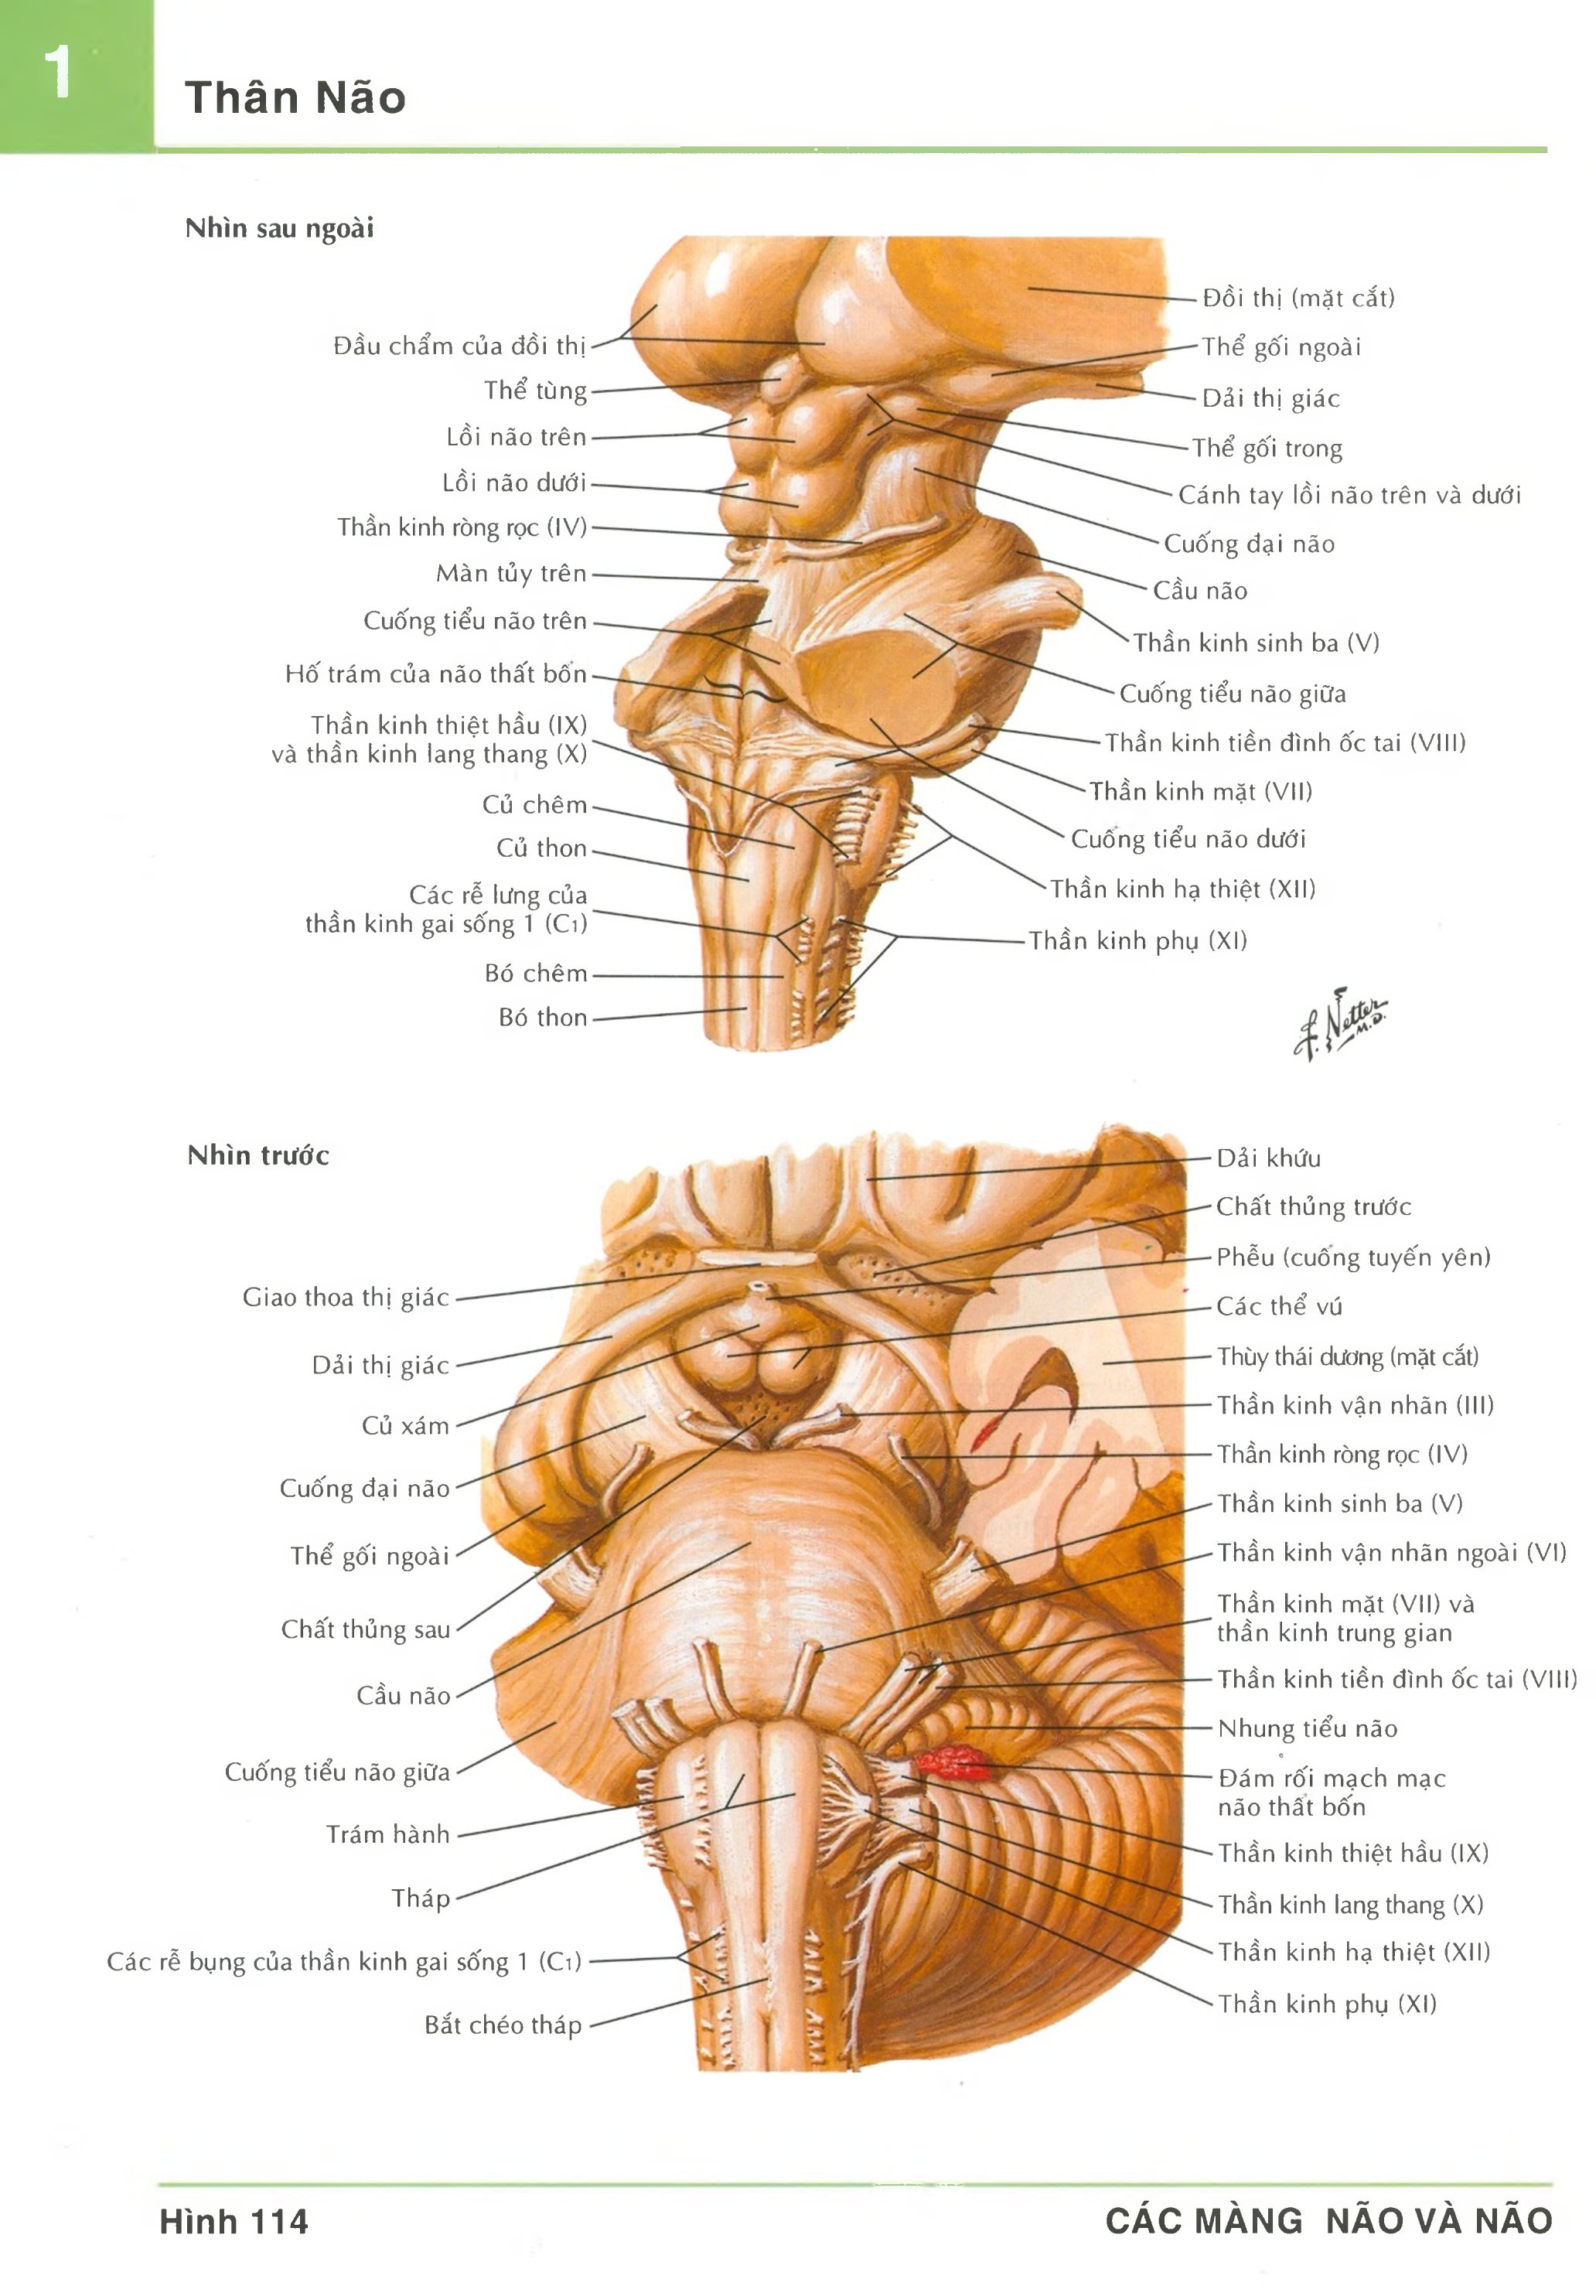 1
Thân Não
Nhìn sau ngoài
Đầu chẩm của đồi thị
Thể tùng
Lồi não trên
Lồi não dưới
Thần kinh ròng rọc (IV)
Màn tủy trên
Cuống tiểu não trên
Hố trám của não thất bốn
Thần kinh thiệt hầu (IX)
và thần kinh lang thang (X)
Củ chêm
Củ thon
Các rễ lưng của
thần kinh gai sống 1 (C1)
Bó chêm
Bó thon
Đồi thị (mặt cắt)
Thể gối ngoài
Dải thị giác
Thể gối trong
Cánh tay lồi não trên và dưới
Cuống đại não
Cầu não
Thần kinh sinh ba (V)
Cuống tiểu não giữa
Thần kinh tiền đình ốc tai (VIII)
Thần kinh mặt (VII)
Cuống tiểu não dưới
Thần kinh hạ thiệt (XII)
Thần kinh phụ (XI)
F. Netter
M.D.
Nhìn trước
Giao thoa thị giác
Dải thị giác
Củ xám
Cuống đại não
Thể gối ngoài
Chất thủng sau
Cầu não
Cuống tiểu não giữa
Trám hành
Tháp
Các rễ bụng của thần kinh gai sống 1 (C1)
Bắt chéo tháp
Dải khứu
Chất thủng trước
Phễu (cuống tuyến yên)
Các thể vú
Thùy thái dương (mặt cắt)
Thần kinh vận nhãn (III)
Thần kinh ròng rọc (IV)
Thần kinh sinh ba (V)
Thần kinh vận nhãn ngoài (VI)
Thần kinh mặt (VII) và
thần kinh trung gian
Thần kinh tiền đình ốc tai (VIII)
Nhung tiểu não
Đám rối mạch mạc
não thất bốn
Thần kinh thiệt hầu (IX)
Thần kinh lang thang (X)
Thần kinh hạ thiệt (XII)
Thần kinh phụ (XI)
Hình 114
CÁC MÀNG NÃO VÀ NÃO